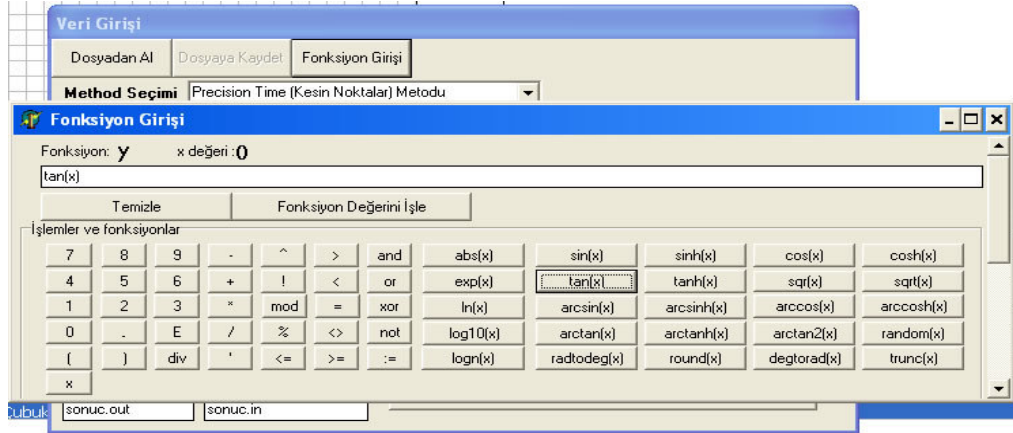 Veri Girişi
Dosyadan Al Dosyaya Kaydet Fonksiyon Girişi
Method Seçimi Precision Time (Kesin Noktalar) Metodu
Fonksiyon Girişi
Fonksiyon: y x değeri :0
tan(x)
Temizle Fonksiyon Değerini İşle
İşlemler ve fonksiyonlar
7 8 9 - ^ > and abs(x) sin(x) sinh(x) cos(x) cosh(x)
4 5 6 + ! < or exp(x) tan(x) tanh(x) sqr(x) sqrt(x)
1 2 3 * mod = xor ln(x) arcsin(x) arcsinh(x) arccos(x) arccosh(x)
0 . E / % <> not log10(x) arctan(x) arctanh(x) arctan2(x) random(x)
( ) div ' <= >= := logn(x) radtodeg(x) round(x) degtorad(x) trunc(x)
x
Çubuk sonuc.out sonuc.in